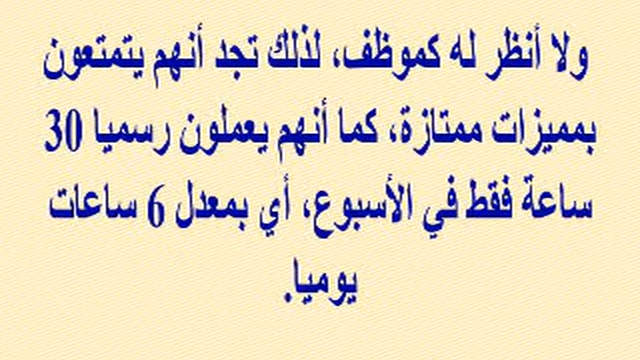 ولا أنظر له كموظف، لذلك تجد أنهم يتمتعون
بمميزات ممتازة، كما أنهم يعملون رسميا 30
ساعة فقط في الأسبوع، أي بمعدل 6 ساعات
يوميا.